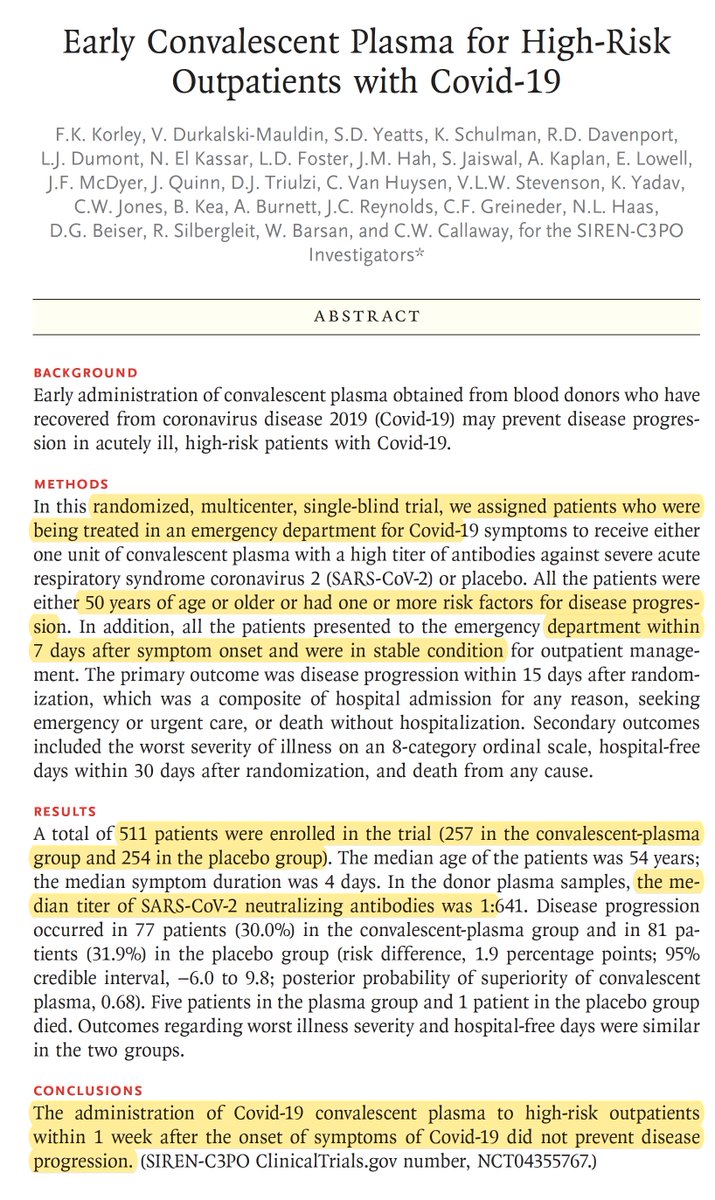 Early Convalescent Plasma for High-Risk
Outpatients with Covid-19
F.K. Korley, V. Durkalski-Mauldin, S.D. Yeatts, K. Schulman, R.D. Davenport,
L.J. Dumont, N. El Kassar, L.D. Foster, J.M. Hah, S. Jaiswal, A. Kaplan, E. Lowell,
J.F. McDyer, J. Quinn, D.J. Triulzi, C. Van Huysen, V.L.W. Stevenson, K. Yadav,
C.W. Jones, B. Kea, A. Burnett, J.C. Reynolds, C.F. Greineder, N.L. Haas,
D.G. Beiser, R. Silbergleit, W. Barsan, and C.W. Callaway, for the SIREN-C3PO
Investigators*
ABSTRACT
BACKGROUND
Early administration of convalescent plasma obtained from blood donors who have
recovered from coronavirus disease 2019 (Covid-19) may prevent disease progres-
sion in acutely ill, high-risk patients with Covid-19.
METHODS
In this randomized, multicenter, single-blind trial, we assigned patients who were
being treated in an emergency department for Covid-19 symptoms to receive either
one unit of convalescent plasma with a high titer of antibodies against severe acute
respiratory syndrome coronavirus 2 (SARS-CoV-2) or placebo. All the patients were
either 50 years of age or older or had one or more risk factors for disease progres-
sion. In addition, all the patients presented to the emergency department within
7 days after symptom onset and were in stable condition for outpatient manage-
ment. The primary outcome was disease progression within 15 days after random-
ization, which was a composite of hospital admission for any reason, seeking
emergency or urgent care, or death without hospitalization. Secondary outcomes
included the worst severity of illness on an 8-category ordinal scale, hospital-free
days within 30 days after randomization, and death from any cause.
RESULTS
A total of 511 patients were enrolled in the trial (257 in the convalescent-plasma
group and 254 in the placebo group). The median age of the patients was 54 years;
the median symptom duration was 4 days. In the donor plasma samples, the me-
dian titer of SARS-CoV-2 neutralizing antibodies was 1:641. Disease progression
occurred in 77 patients (30.0%) in the convalescent-plasma group and in 81 pa-
tients (31.9%) in the placebo group (risk difference, 1.9 percentage points; 95%
credible interval, −6.0 to 9.8; posterior probability of superiority of convalescent
plasma, 0.68). Five patients in the plasma group and 1 patient in the placebo group
died. Outcomes regarding worst illness severity and hospital-free days were similar
in the two groups.
CONCLUSIONS
The administration of Covid-19 convalescent plasma to high-risk outpatients
within 1 week after the onset of symptoms of Covid-19 did not prevent disease
progression. (SIREN-C3PO ClinicalTrials.gov number, NCT04355767.)